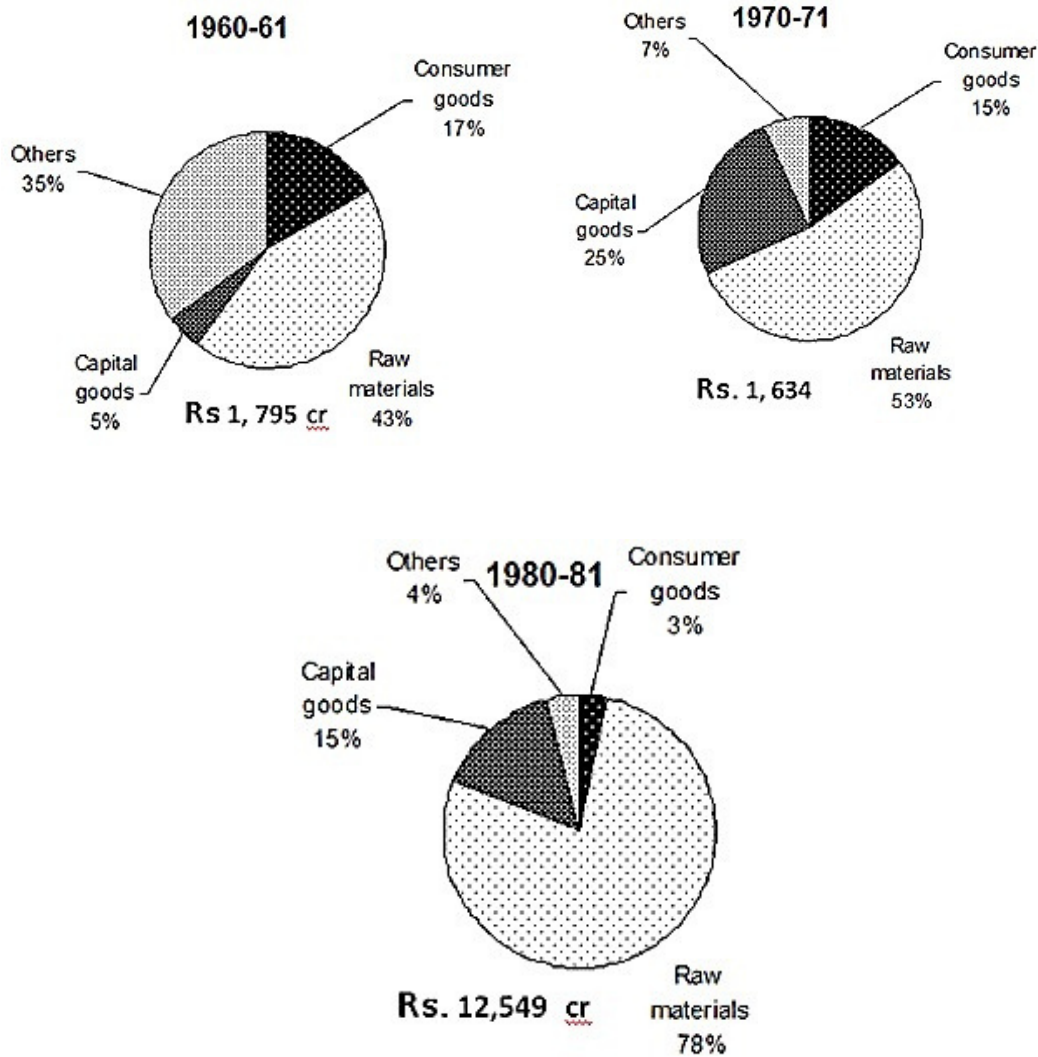 1960-61
Consumer
goods
17%
Others
35%
Capital
goods
5%
Rs 1, 795 cr
Raw
materials
43%
1970-71
Others
7%
Consumer
goods
15%
Capital
goods
25%
Rs. 1, 634
Raw
materials
53%
1980-81
Others
4%
Consumer
goods
3%
Capital
goods
15%
Rs. 12,549 cr
Raw
materials
78%